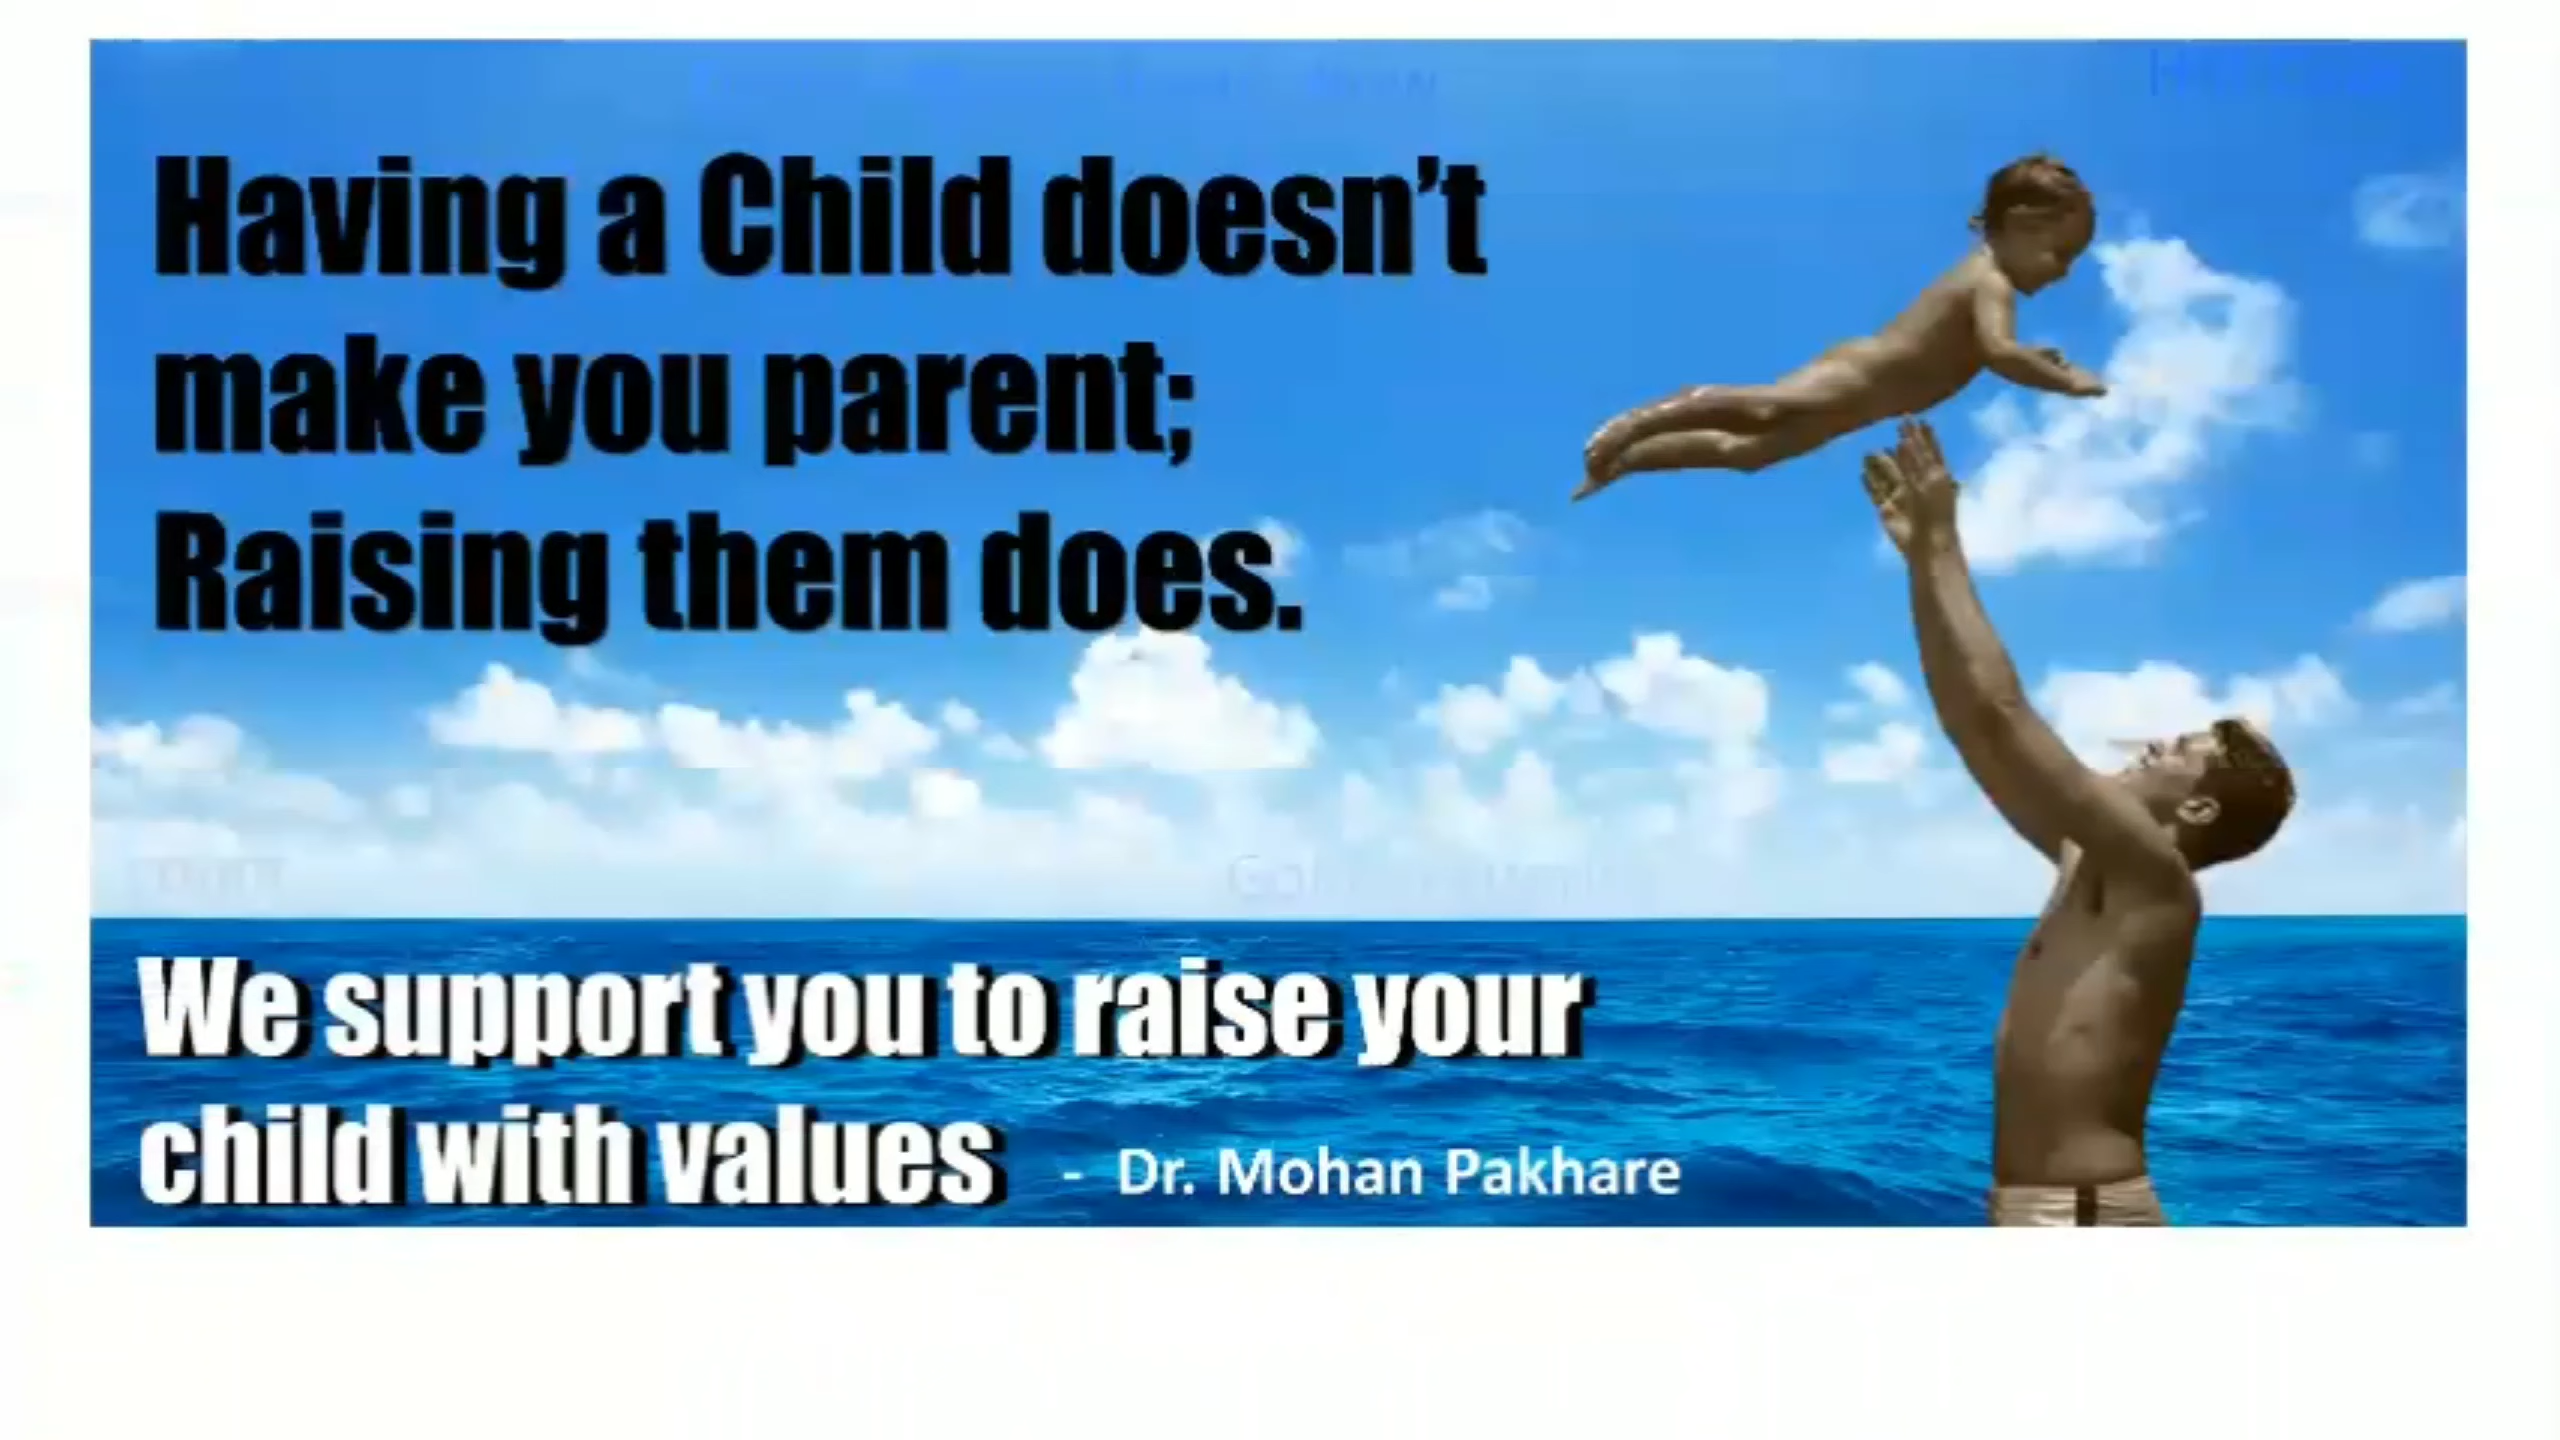 Having a Child doesn't
make you parent;
Raising them does.
We support you to raise your
child with values - Dr. Mohan Pakhare